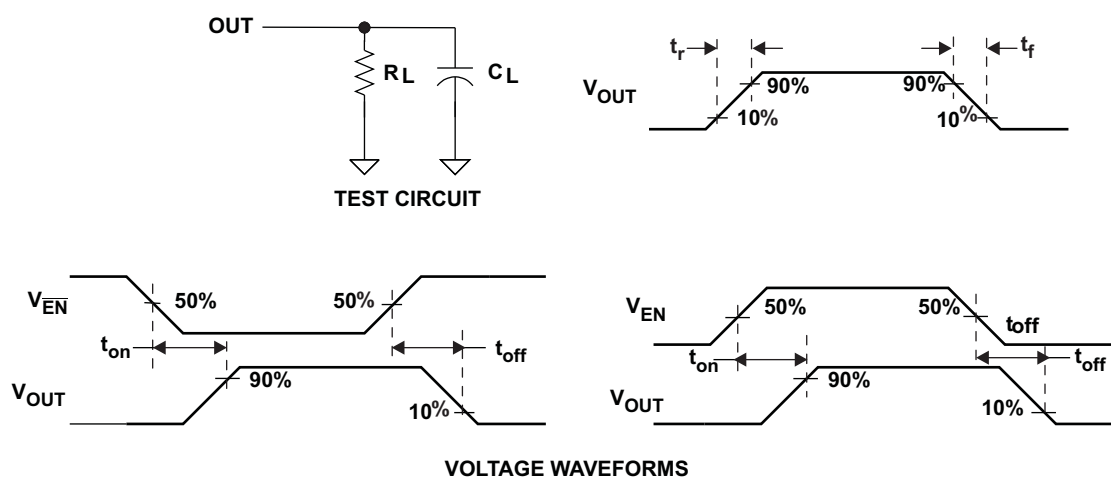 OUT
RL
CL
TEST CIRCUIT
tr
tf
VOUT
90%
90%
10%
10%
VEN
50%
50%
ton
toff
VOUT
90%
10%
VEN
50%
50%
toff
ton
toff
VOUT
90%
10%
VOLTAGE WAVEFORMS